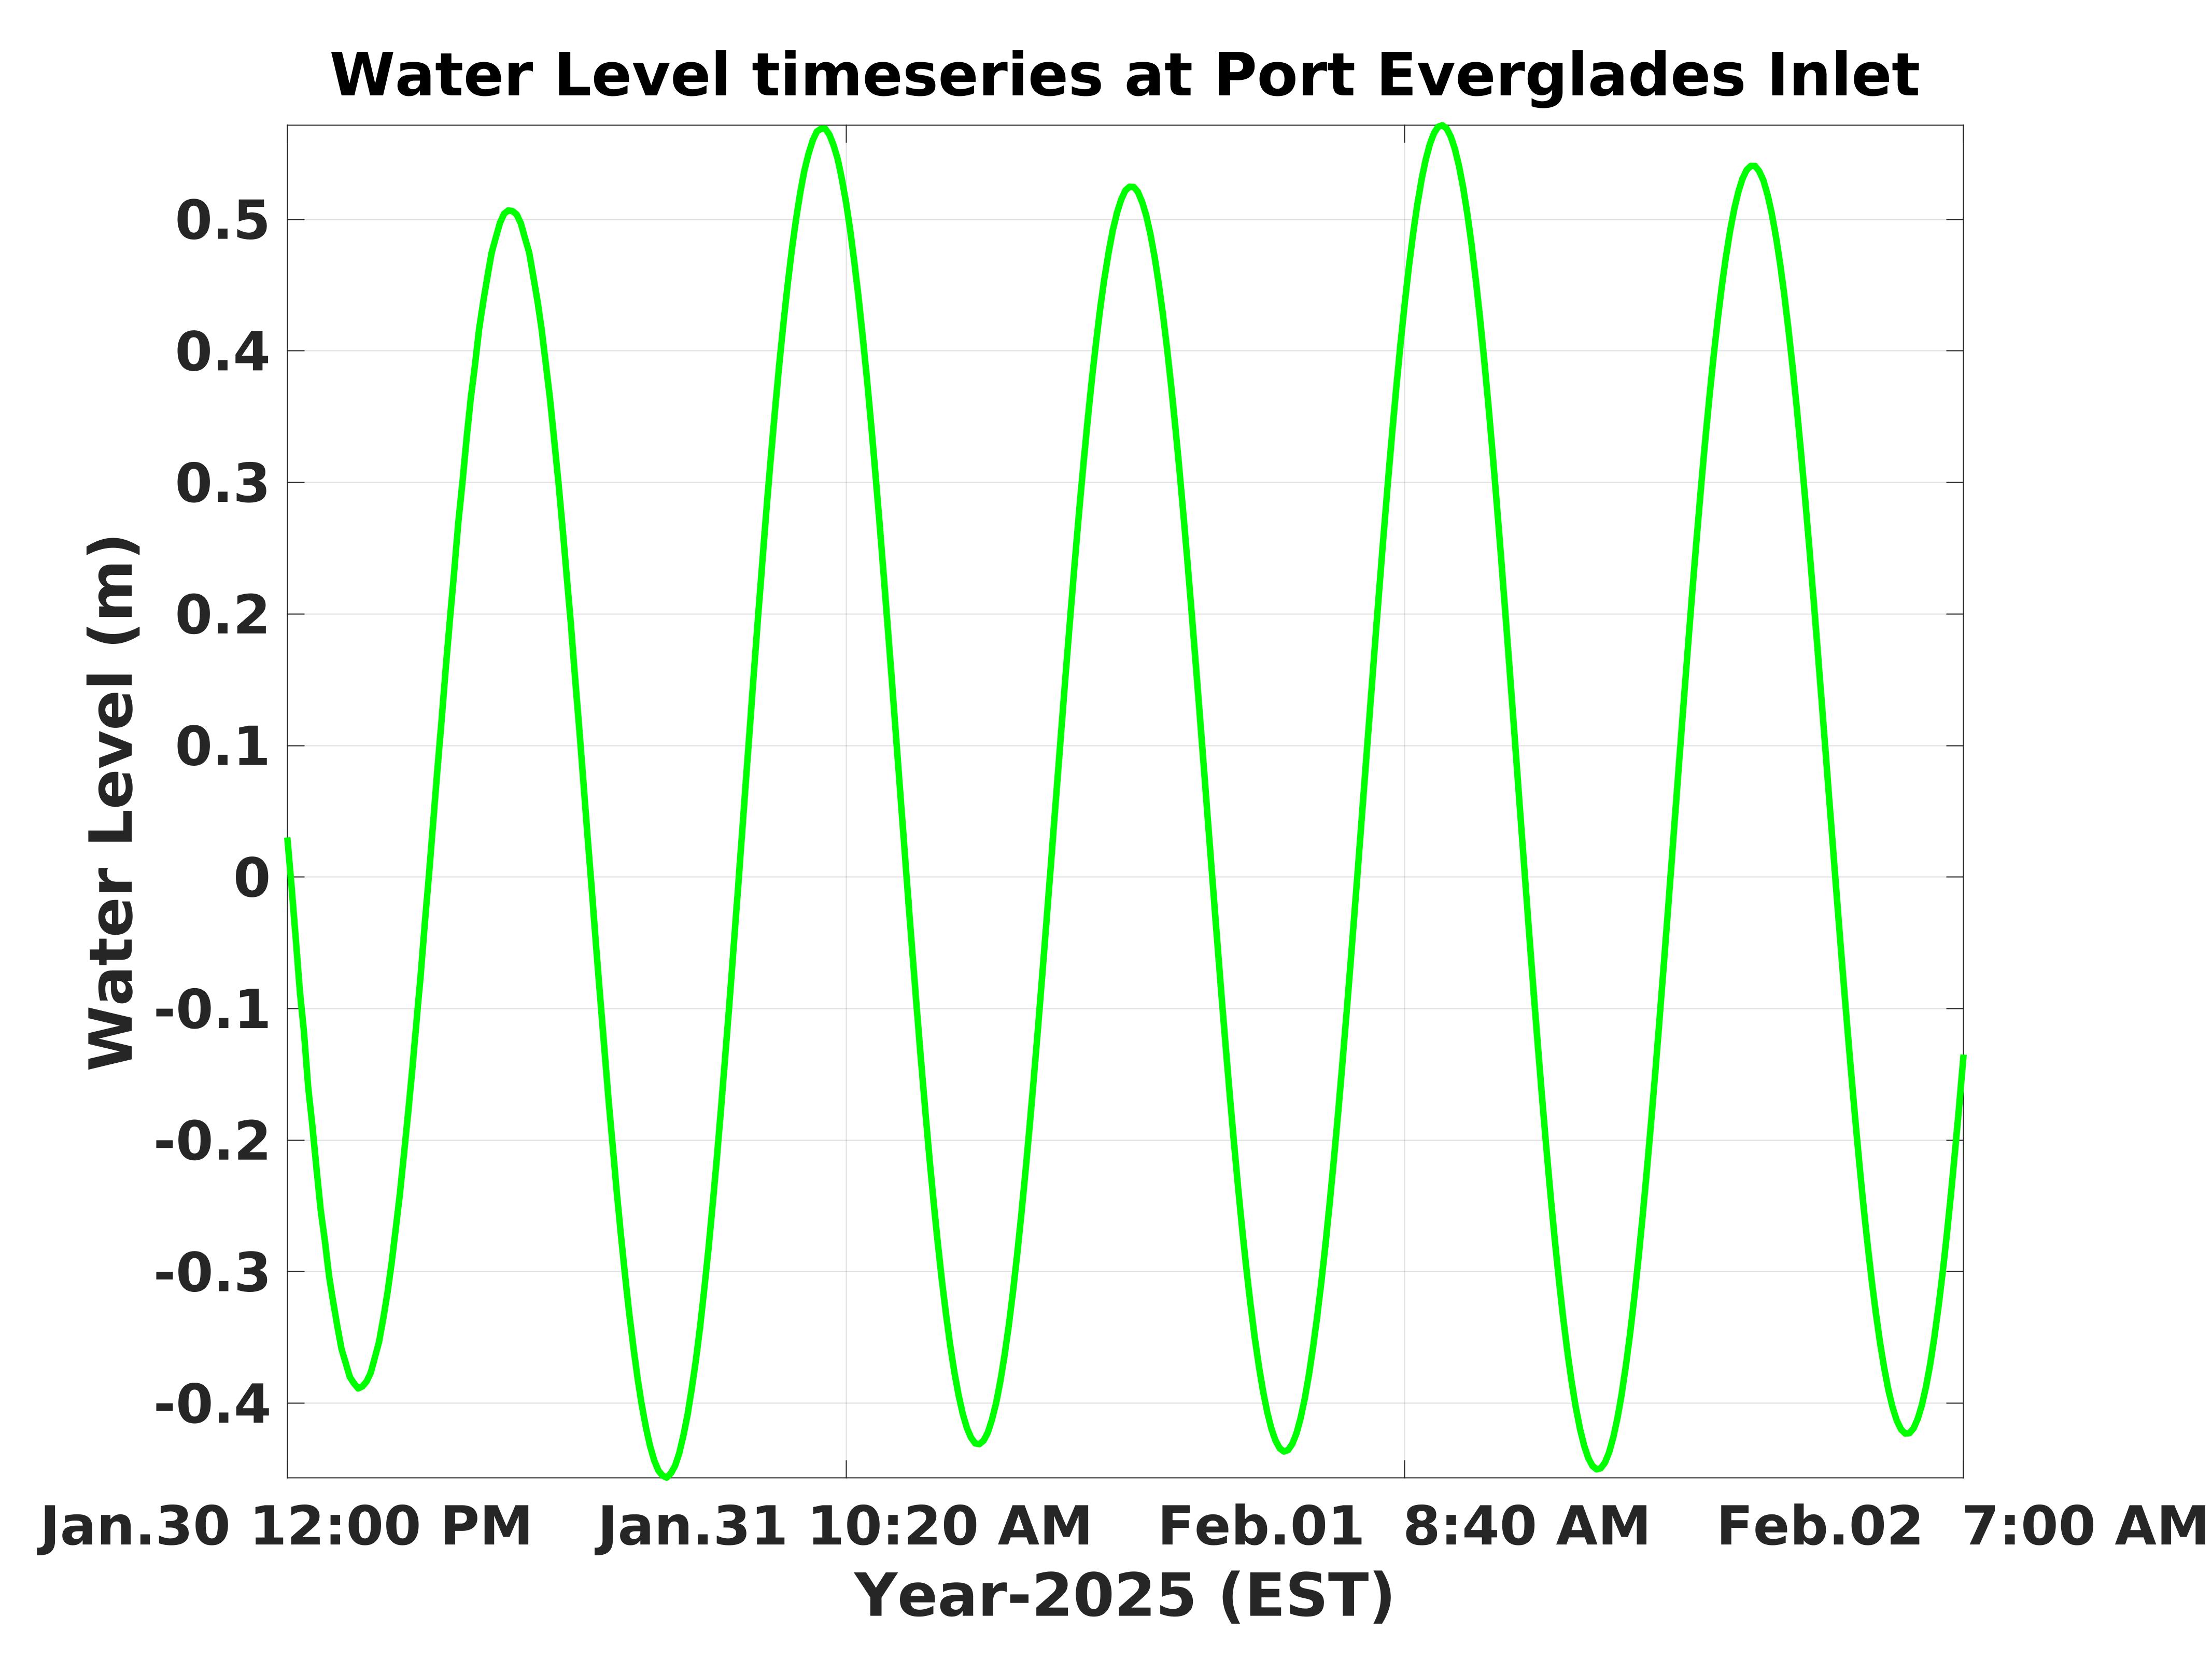 Water Level timeseries at Port Everglades Inlet
Water Level (m)
0.5
0.4
0.3
0.2
0.1
0
-0.1
-0.2
-0.3
-0.4
Jan.30 12:00 PM Jan.31 10:20 AM Feb.01 8:40 AM Feb.02 7:00 AM
Year-2025 (EST)